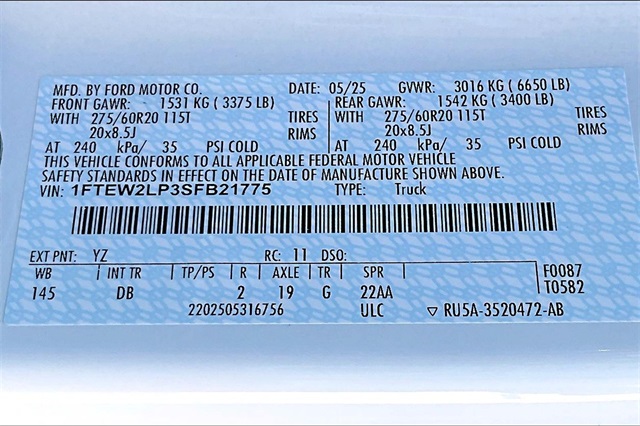 MFD. BY FORD MOTOR CO. DATE: 05/25 GVWR: 3016 KG ( 6650 LB)
FRONT GAWR: 1531 KG ( 3375 LB) REAR GAWR: 1542 KG ( 3400 LB)
WITH 275/60R20 115T TIRES WITH 275/60R20 115T TIRES
20x8.5J RIMS 20x8.5J RIMS
AT 240 kPa/ 35 PSI COLD AT 240 kPa/ 35 PSI COLD
THIS VEHICLE CONFORMS TO ALL APPLICABLE FEDERAL MOTOR VEHICLE
SAFETY STANDARDS IN EFFECT ON THE DATE OF MANUFACTURE SHOWN ABOVE.
VIN: 1FTEW2LP3SFB21775 TYPE: Truck
EXT PNT: YZ RC: 11 DSO:
WB INT TR TP/PS R AXLE TR SPR F0087
145 DB 2 19 G 22AA T0582
2202505316756 ULC ▽ RU5A-3520472-AB